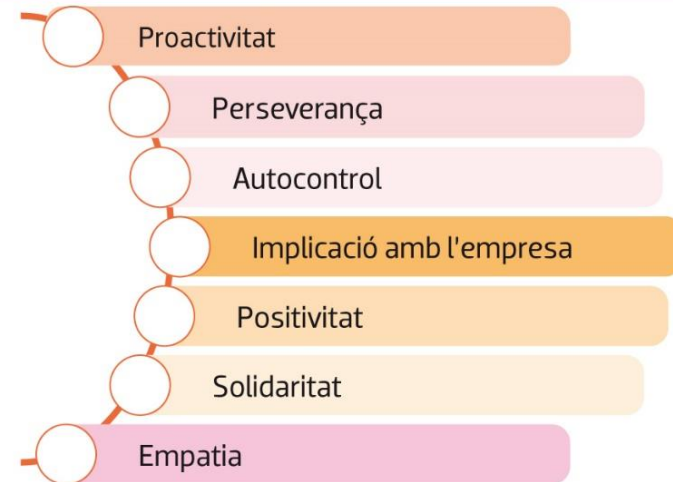 Proactivitat
Perseverança
Autocontrol
Implicació amb l'empresa
Positivitat
Solidaritat
Empatia